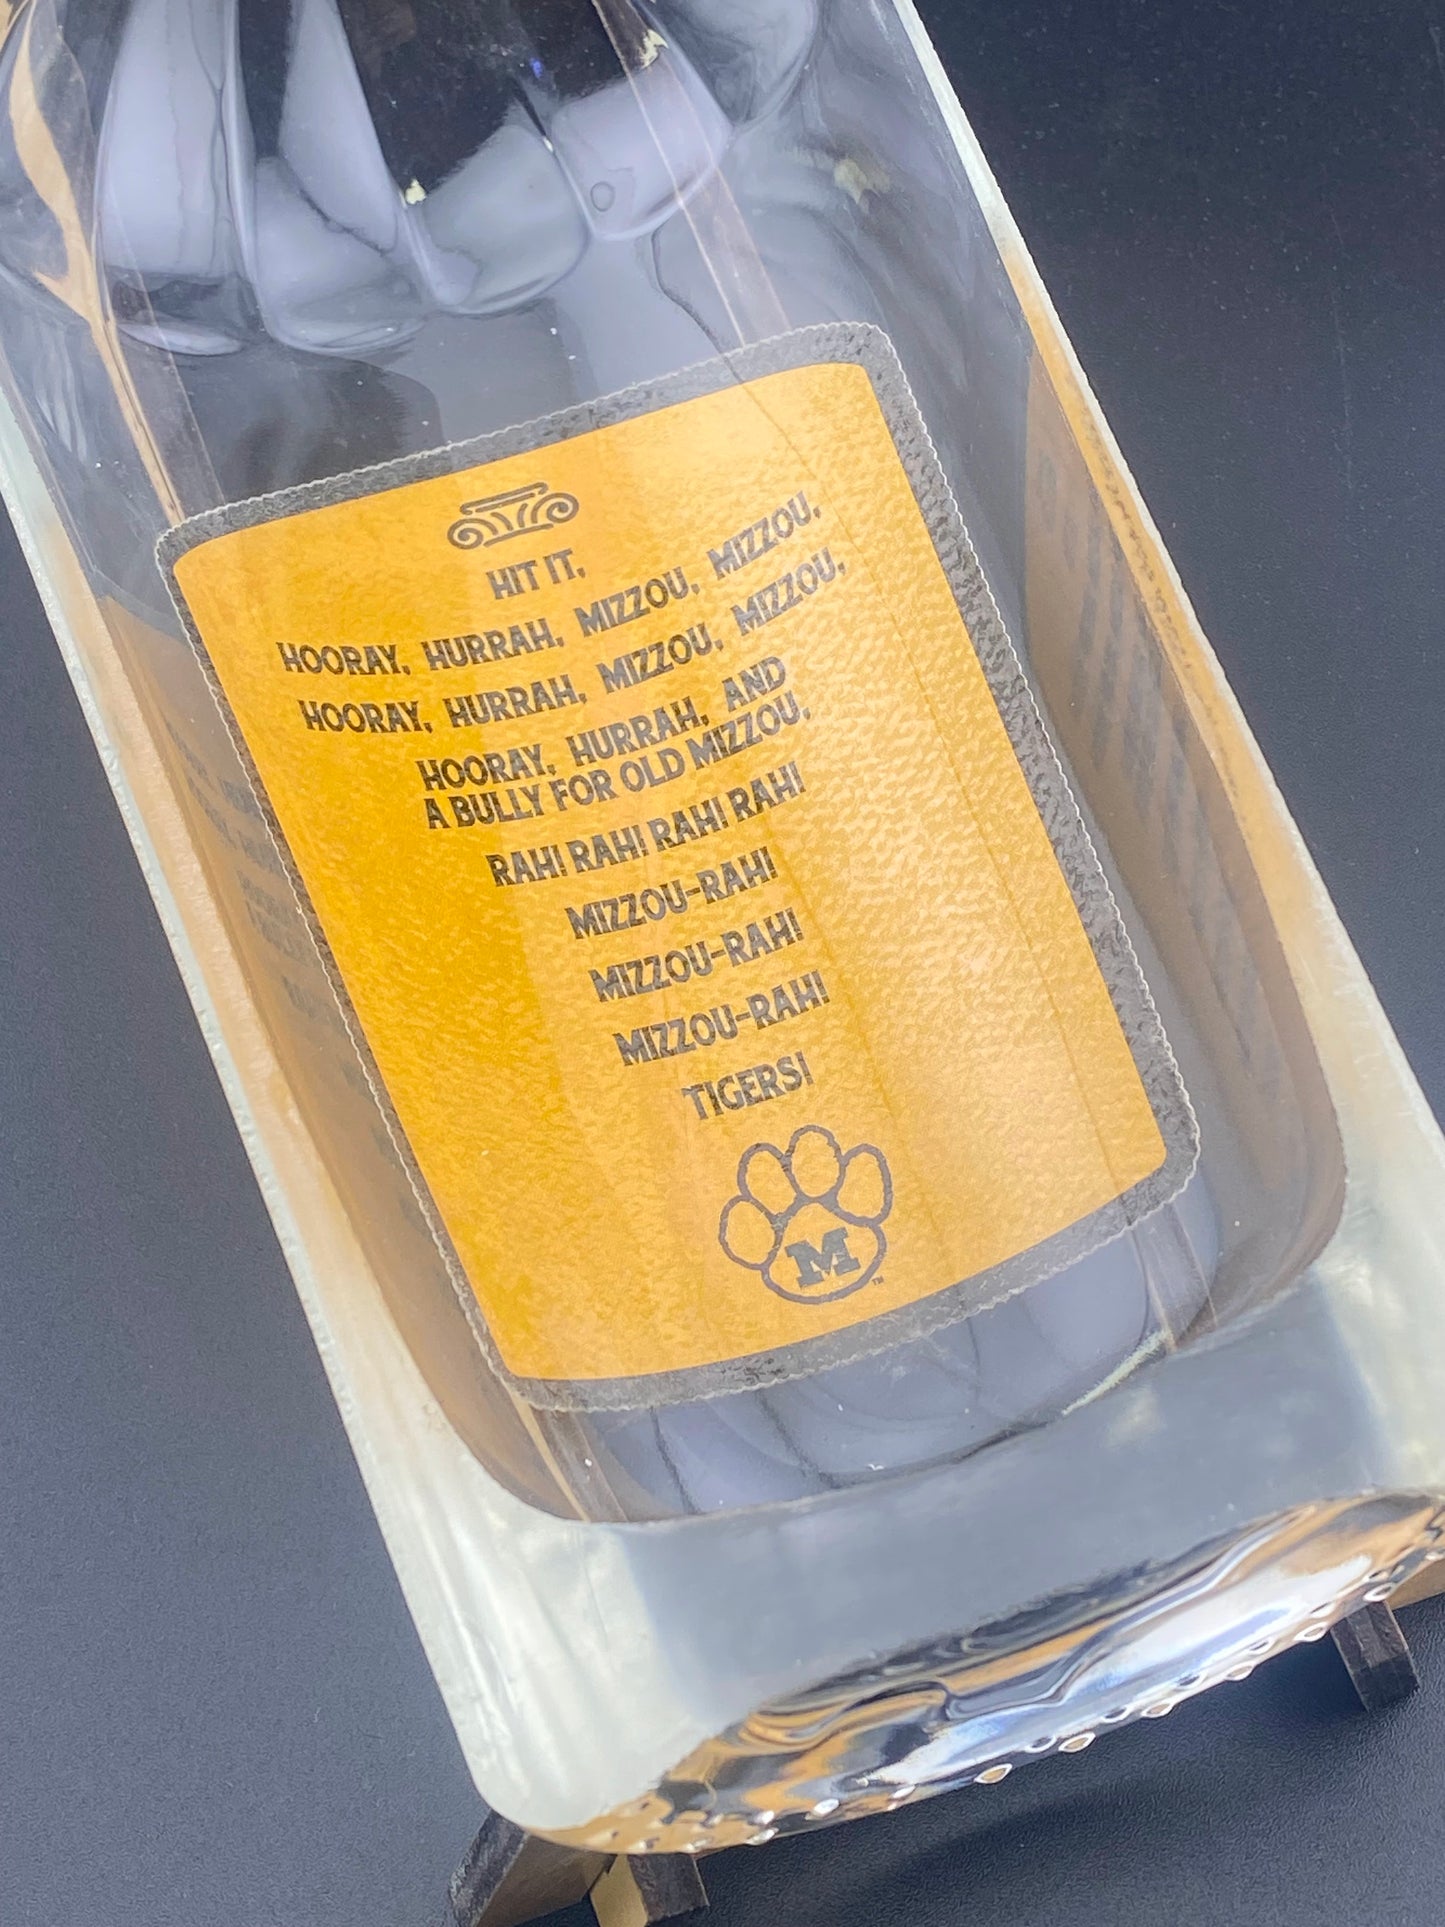 HIT IT,
HOORAY, HURRAH, MIZZOU, MIZZOU,
HOORAY, HURRAH, MIZZOU, MIZZOU,
HOORAY, HURRAH, AND
A BULLY FOR OLD MIZZOU,
RAH! RAH! RAH! RAH!
MIZZOU-RAH!
MIZZOU-RAH!
MIZZOU-RAH!
TIGERS!
M
TM